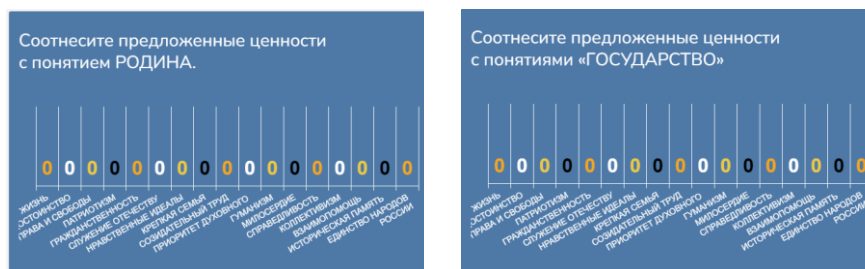 Соотнесите предложенные ценности
с понятием РОДИНА.
0 0 0 0 0 0 0 0 0 0 0 0 0 0 0 0
ЖИЗНЬ
ДОСТОИНСТВО
ПРАВА И СВОБОДЫ
ПАТРИОТИЗМ
ГРАЖДАНСТВЕННОСТЬ
СЛУЖЕНИЕ ОТЕЧЕСТВУ
НРАВСТВЕННЫЕ ИДЕАЛЫ
КРЕПКАЯ СЕМЬЯ
СОЗИДАТЕЛЬНЫЙ ТРУД
ПРИОРИТЕТ ДУХОВНОГО
ГУМАНИЗМ
МИЛОСЕРДИЕ
СПРАВЕДЛИВОСТЬ
КОЛЛЕКТИВИЗМ
ВЗАИМОПОМОЩЬ
ИСТОРИЧЕСКАЯ ПАМЯТЬ
ЕДИНСТВО НАРОДОВ
РОССИИ
Соотнесите предложенные ценности
с понятиями «ГОСУДАРСТВО»
0 0 0 0 0 0 0 0 0 0 0 0 0 0 0 0 0
ЖИЗНЬ
ДОСТОИНСТВО
ПРАВА И СВОБОДЫ
ПАТРИОТИЗМ
ГРАЖДАНСТВЕННОСТЬ
СЛУЖЕНИЕ ОТЕЧЕСТВУ
НРАВСТВЕННЫЕ ИДЕАЛЫ
КРЕПКАЯ СЕМЬЯ
СОЗИДАТЕЛЬНЫЙ ТРУД
ПРИОРИТЕТ ДУХОВНОГО
ГУМАНИЗМ
МИЛОСЕРДИЕ
СПРАВЕДЛИВОСТЬ
КОЛЛЕКТИВИЗМ
ВЗАИМОПОМОЩЬ
ИСТОРИЧЕСКАЯ ПАМЯТЬ
ЕДИНСТВО НАРОДОВ
РОССИИ